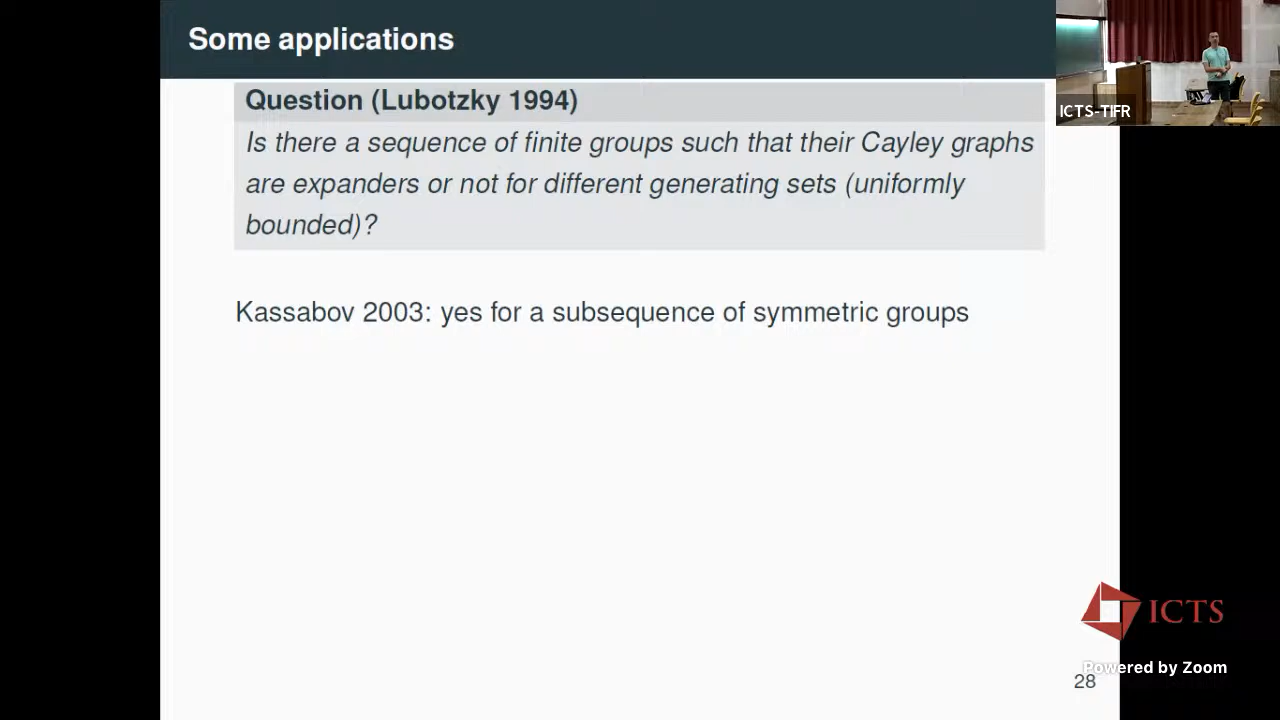 Some applications
Question (Lubotzky 1994)
Is there a sequence of finite groups such that their Cayley graphs
are expanders or not for different generating sets (uniformly
bounded)?
Kassabov 2003: yes for a subsequence of symmetric groups
ICTS-TIFR
ICTS
Powered by Zoom
28